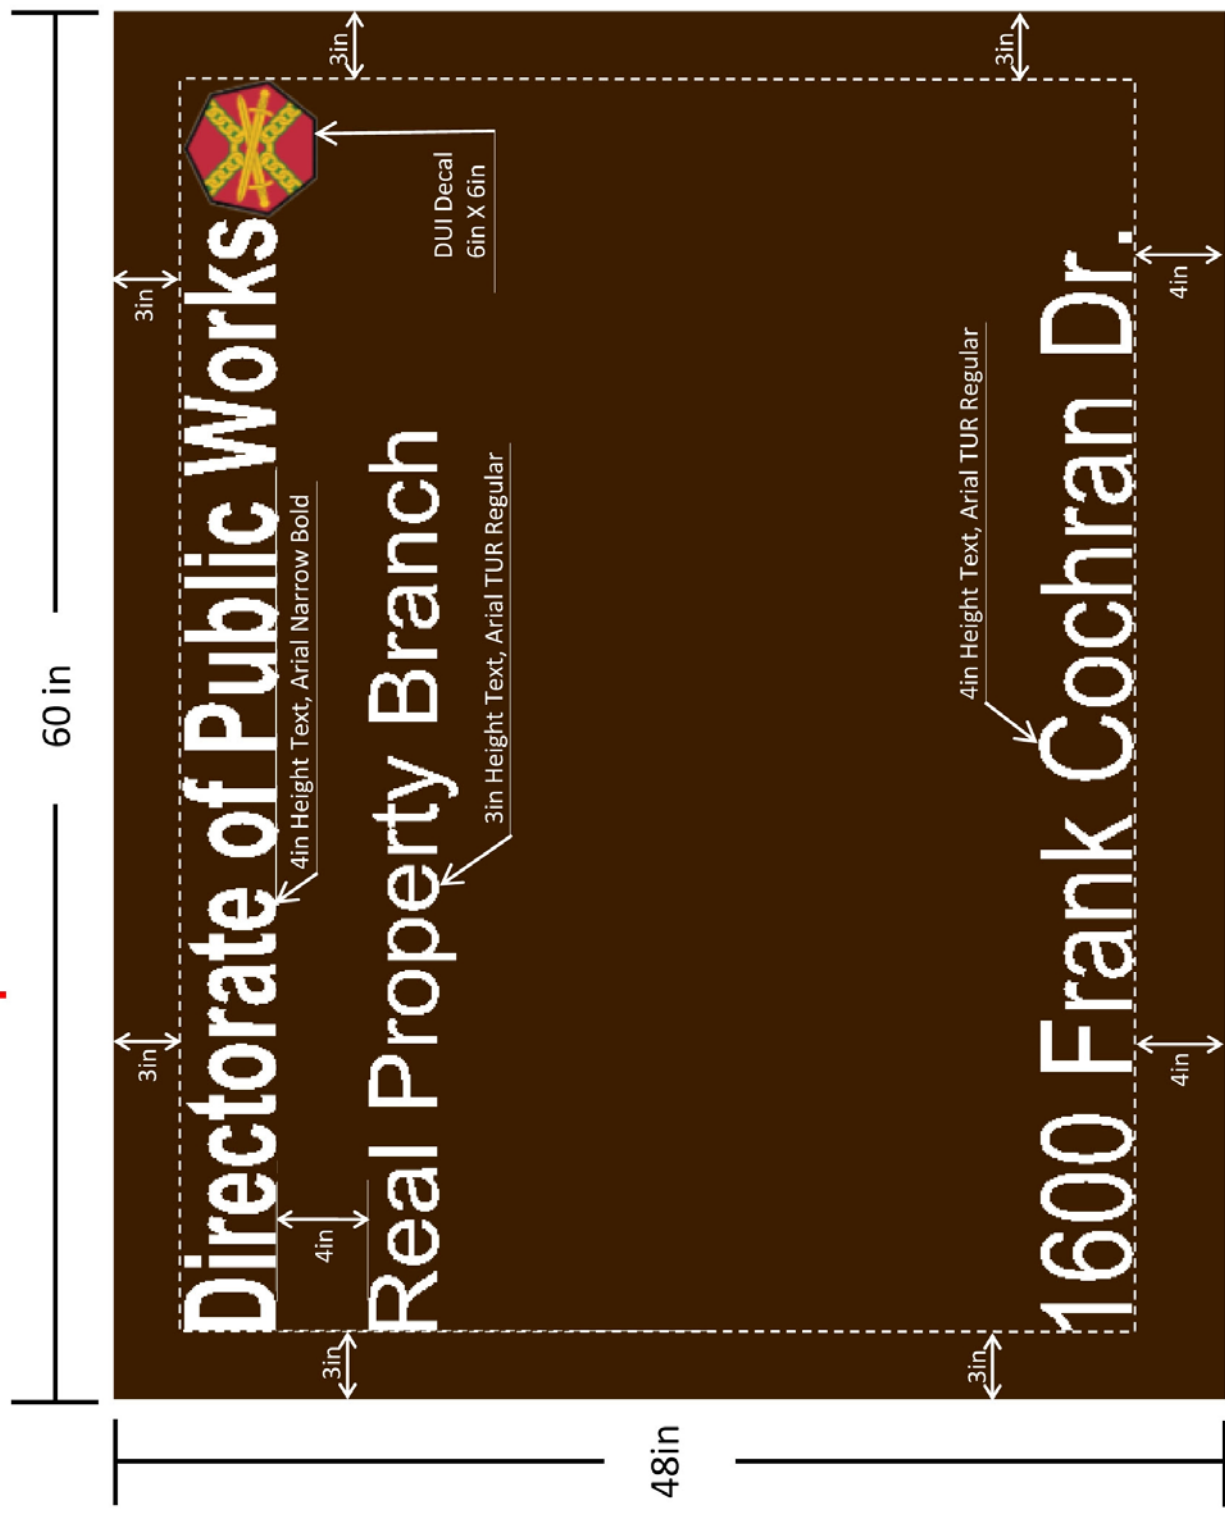 60 in
3in
3in
Directorate of Public Works
4in Height Text, Arial Narrow Bold
4in
DUI Decal
6in X 6in
Real Property Branch
3in Height Text, Arial TUR Regular
3in
3in
4in Height Text, Arial TUR Regular
1600 Frank Cochran Dr.
3in
3in
4in
4in
48in